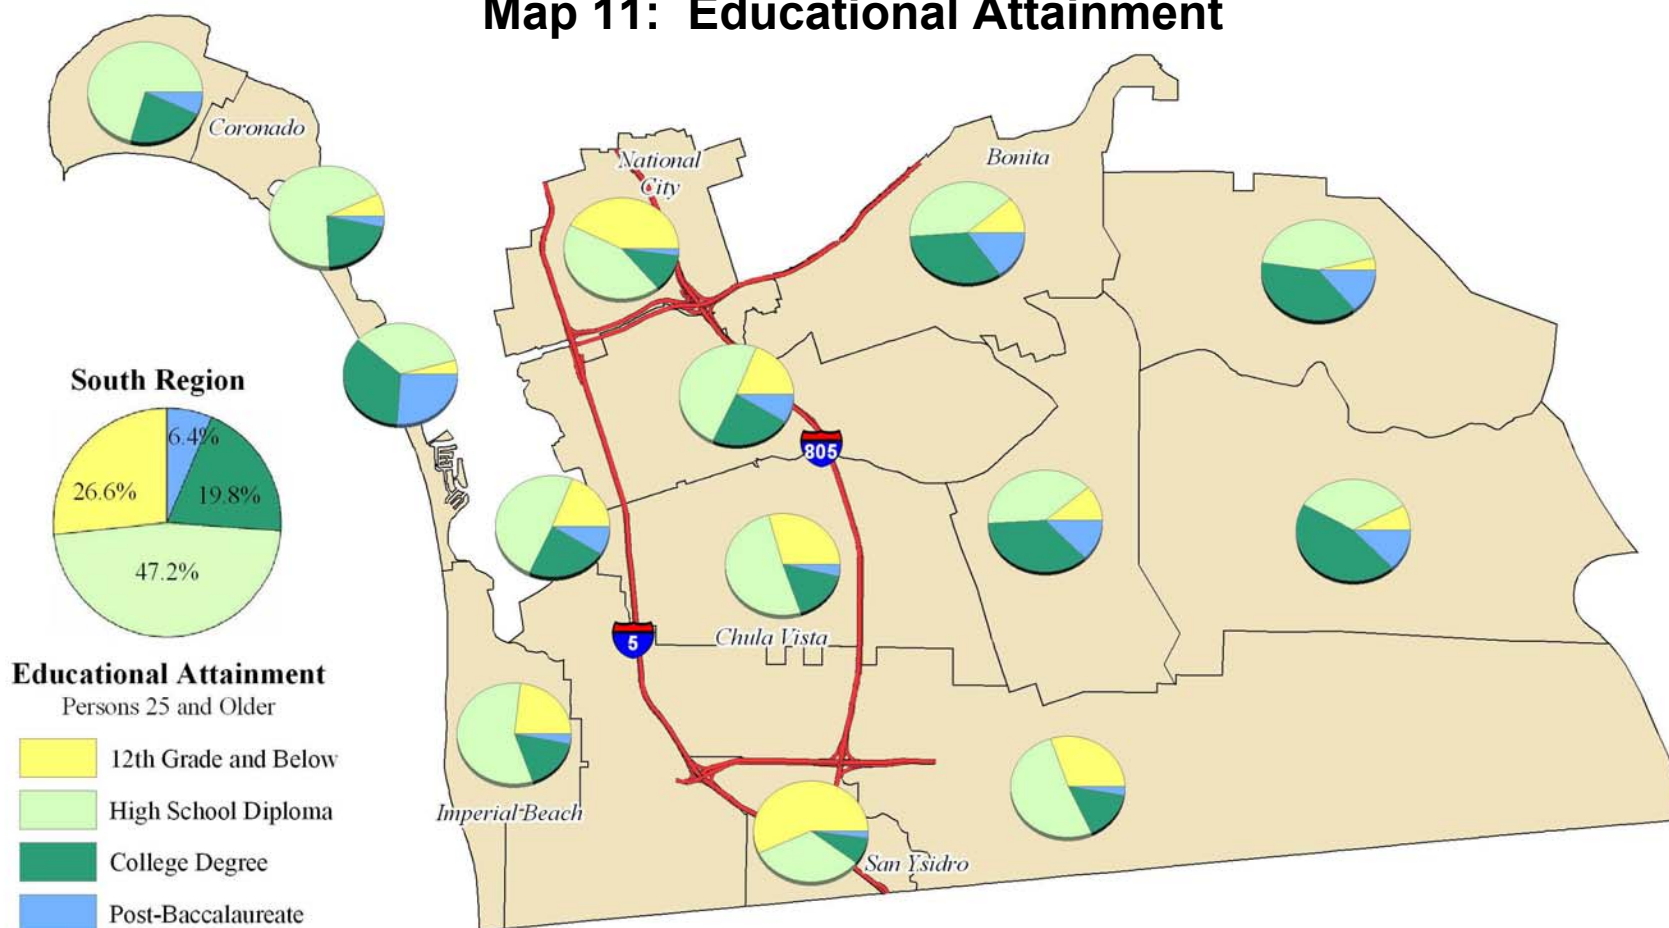 Map 11: Educational Attainment
Coronado
National
City
Bonita
South Region
6.4%
26.6%
19.8%
47.2%
805
5
Chula Vista
Educational Attainment
Persons 25 and Older
12th Grade and Below
High School Diploma
College Degree
Post-Baccalaureate
Imperial Beach
San Ysidro